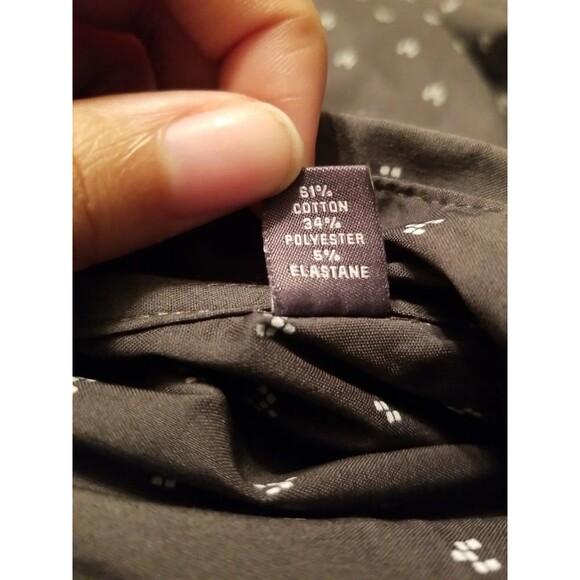 61%
COTTON
34%
POLYESTER
5%
ELASTANE